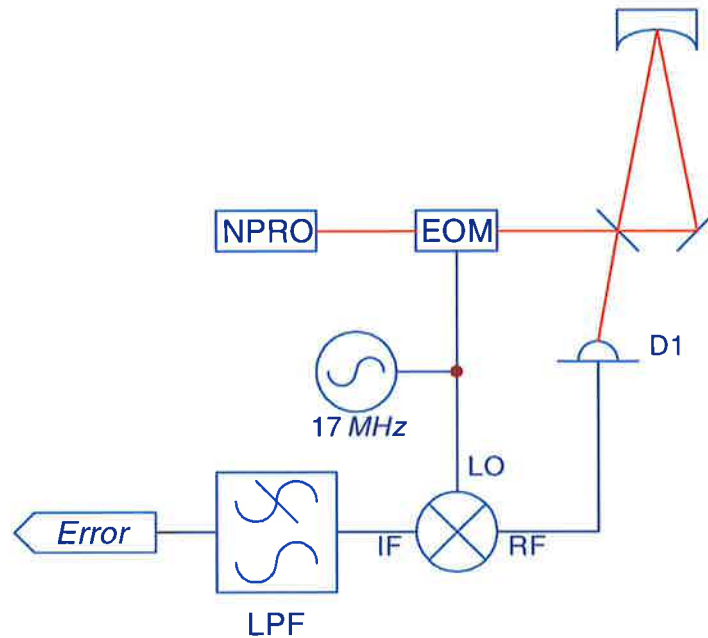 NPRO
EOM
D1
17 MHz
LO
Error
IF
RF
LPF